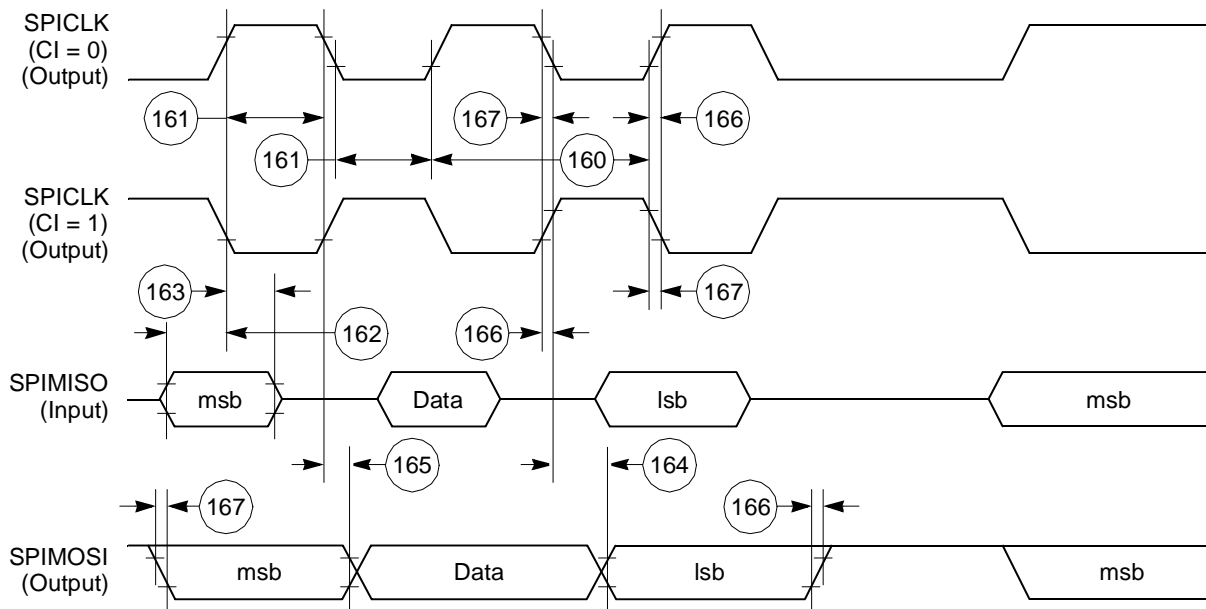 SPICLK
(CI = 0)
(Output)
161
167
166
161
160
SPICLK
(CI = 1)
(Output)
163
167
162
166
SPIMISO
(Input)
msb
Data
lsb
msb
165
164
167
166
SPIMOSI
(Output)
msb
Data
lsb
msb